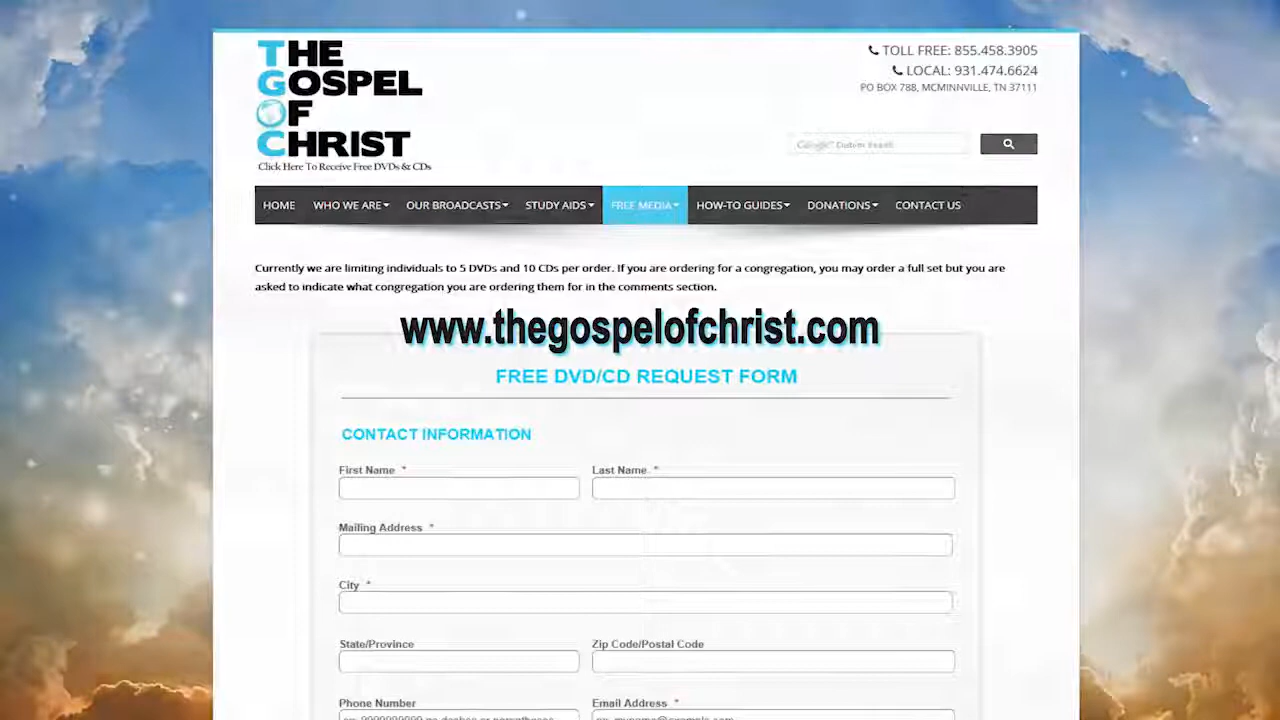 THE
GOSPEL
OF
CHRIST
Click Here To Receive Free DVDs & CDs
TOLL FREE: 855.458.3905
LOCAL: 931.474.6624
PO BOX 788, MCMINNVILLE, TN 37111
Google™ Custom Search
HOME WHO WE ARE OUR BROADCASTS STUDY AIDS FREE MEDIA HOW-TO GUIDES DONATIONS CONTACT US
Currently we are limiting individuals to 5 DVDs and 10 CDs per order. If you are ordering for a congregation, you may order a full set but you are
asked to indicate what congregation you are ordering them for in the comments section.
www.thegospelofchrist.com
FREE DVD/CD REQUEST FORM
CONTACT INFORMATION
First Name * Last Name *
Mailing Address *
City *
State/Province Zip Code/Postal Code
Phone Number Email Address *